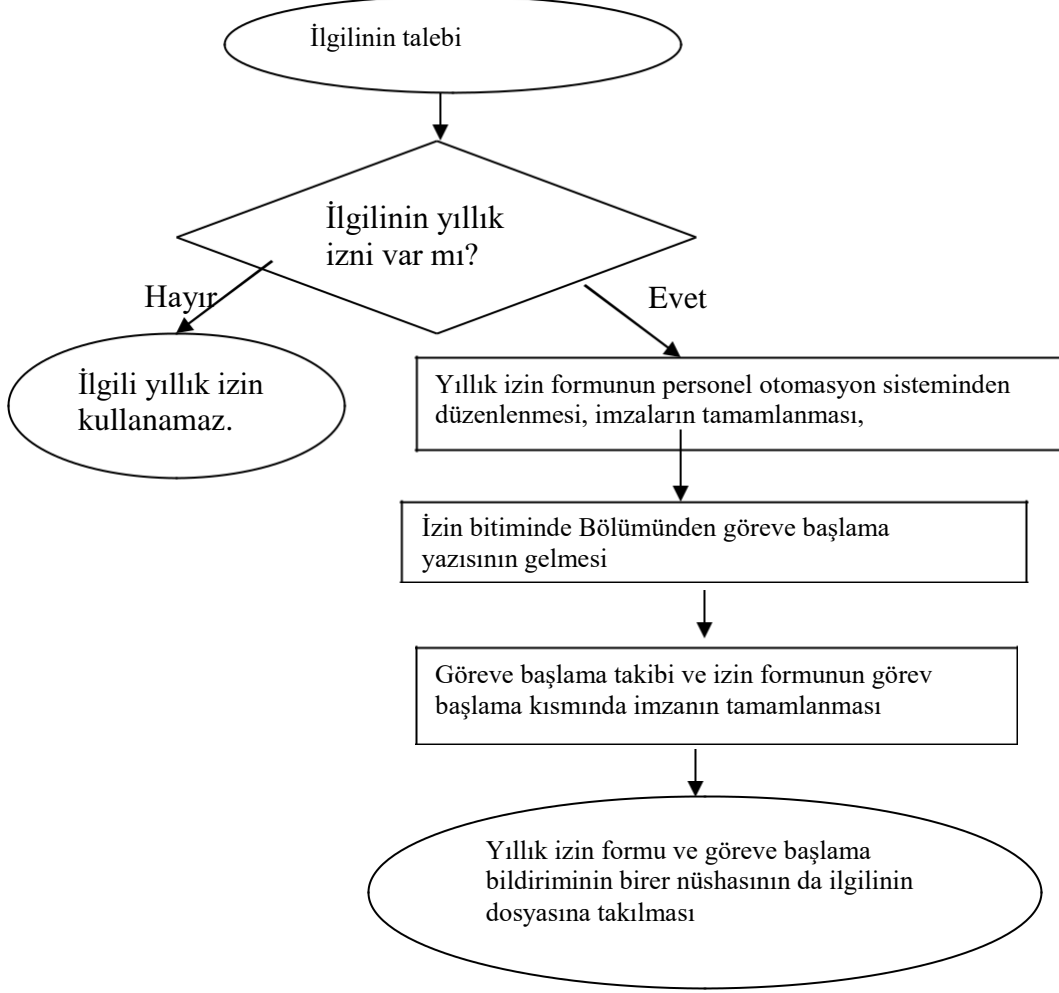 İlgilinin talebi
İlgilinin yıllık
izni var mı?
Hayır
Evet
İlgili yıllık izin
kullanamaz.
Yıllık izin formunun personel otomasyon sisteminden
düzenlenmesi, imzaların tamamlanması,
İzin bitiminde Bölümünden göreve başlama
yazısının gelmesi
Göreve başlama takibi ve izin formunun görev
başlama kısmında imzanın tamamlanması
Yıllık izin formu ve göreve başlama
bildiriminin birer nüshasının da ilgilinin
dosyasına takılması